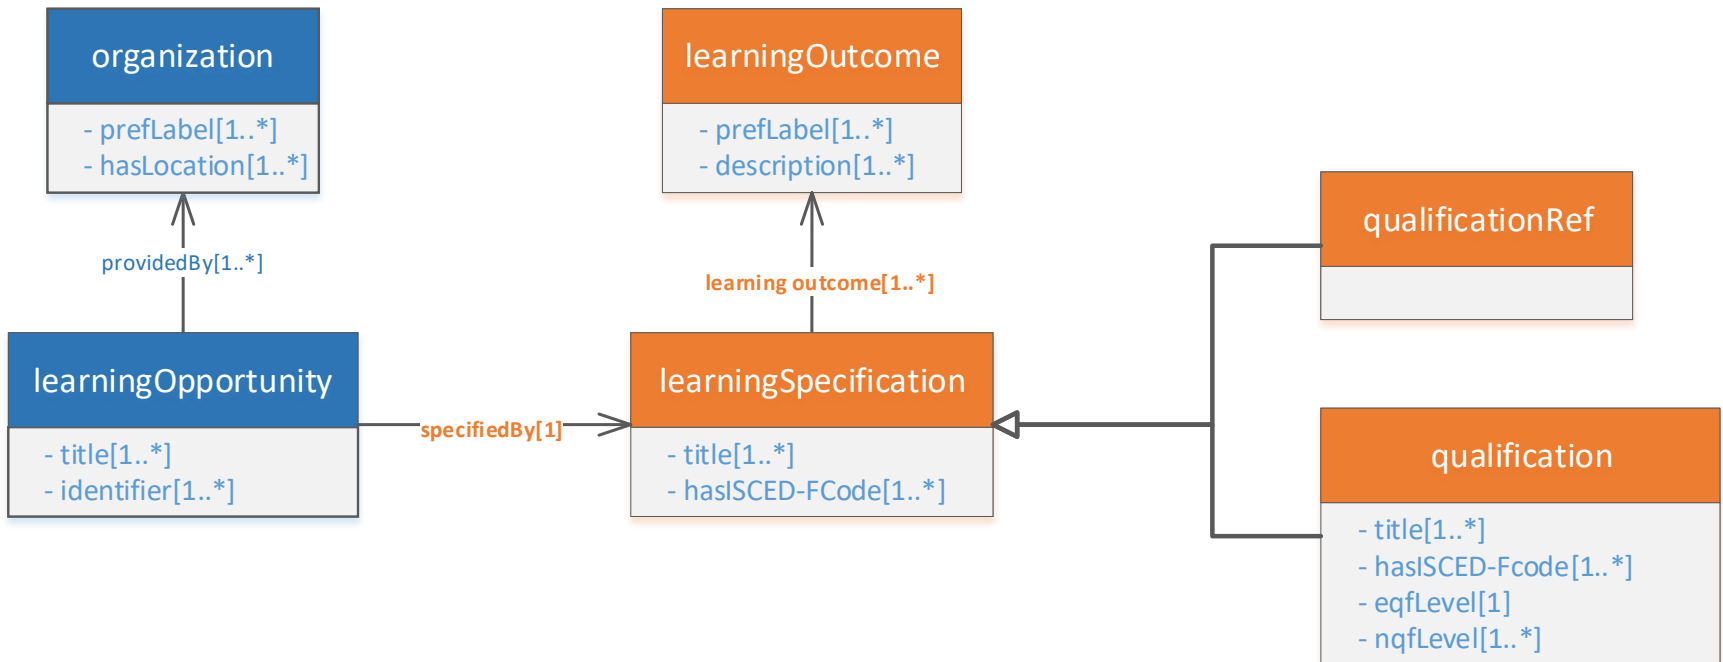 organization
- prefLabel[1..*]
- hasLocation[1..*]
providedBy[1..*]
learningOpportunity
- title[1..*]
- identifier[1..*]
specifiedBy[1]
learningOutcome
- prefLabel[1..*]
- description[1..*]
learning outcome[1..*]
learningSpecification
- title[1..*]
- hasISCED-FCode[1..*]
qualificationRef
qualification
- title[1..*]
- hasISCED-Fcode[1..*]
- eqfLevel[1]
- nqfLevel[1..*]